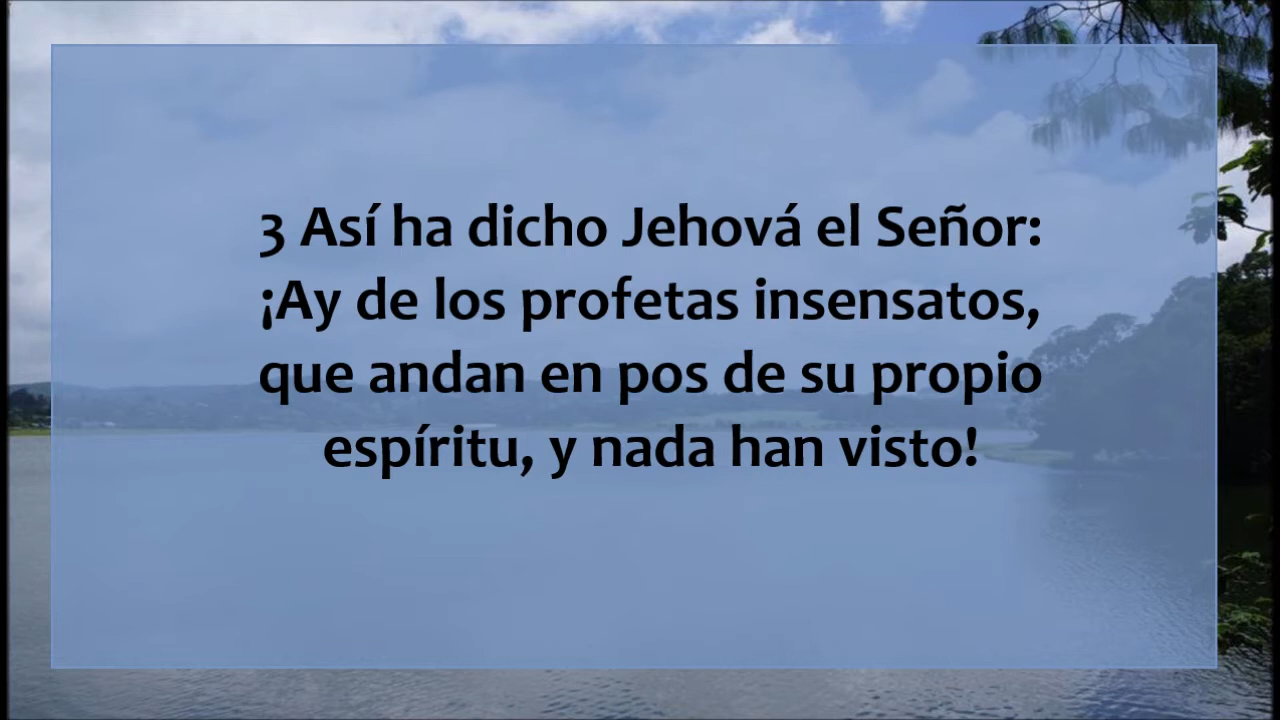 3 Así ha dicho Jehová el Señor:
¡Ay de los profetas insensatos,
que andan en pos de su propio
espíritu, y nada han visto!